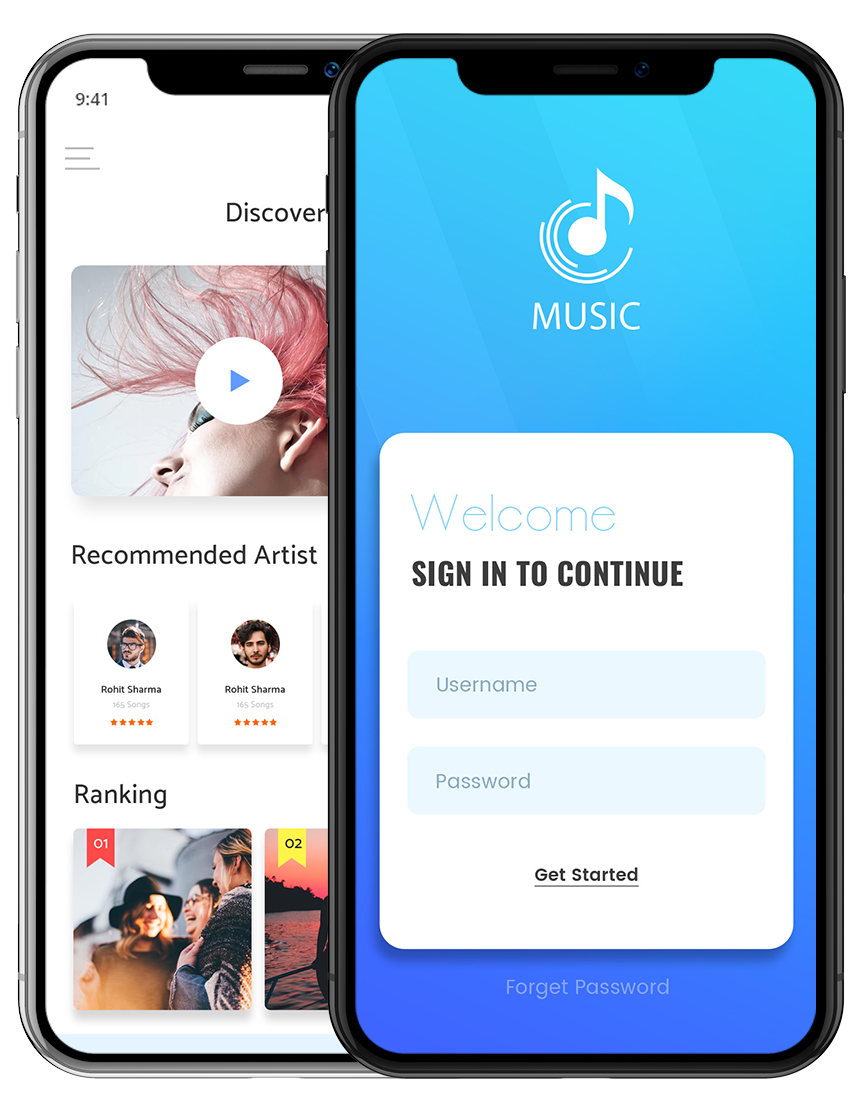 9:41
Discover
Recommended Artist
Rohit Sharma
165 Songs
Rohit Sharma
165 Songs
Ranking
01
02
MUSIC
Welcome
SIGN IN TO CONTINUE
Username
Password
Get Started
Forget Password